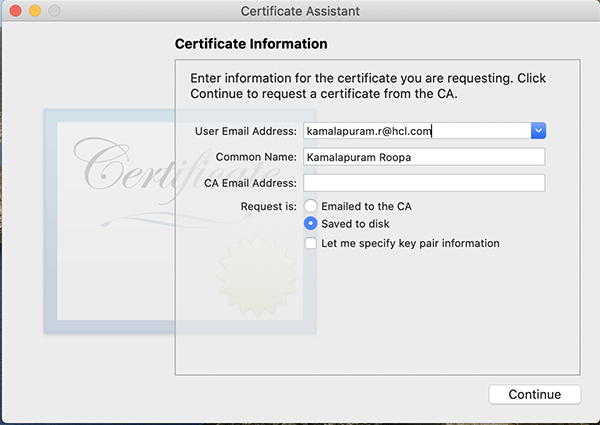 Certificate Assistant
Certificate Information
Enter information for the certificate you are requesting. Click
Continue to request a certificate from the CA.
User Email Address: kamalapuram.r@hcl.com
Common Name: Kamalapuram Roopa
CA Email Address:
Request is: Emailed to the CA
Saved to disk
Let me specify key pair information
Certificate
Continue